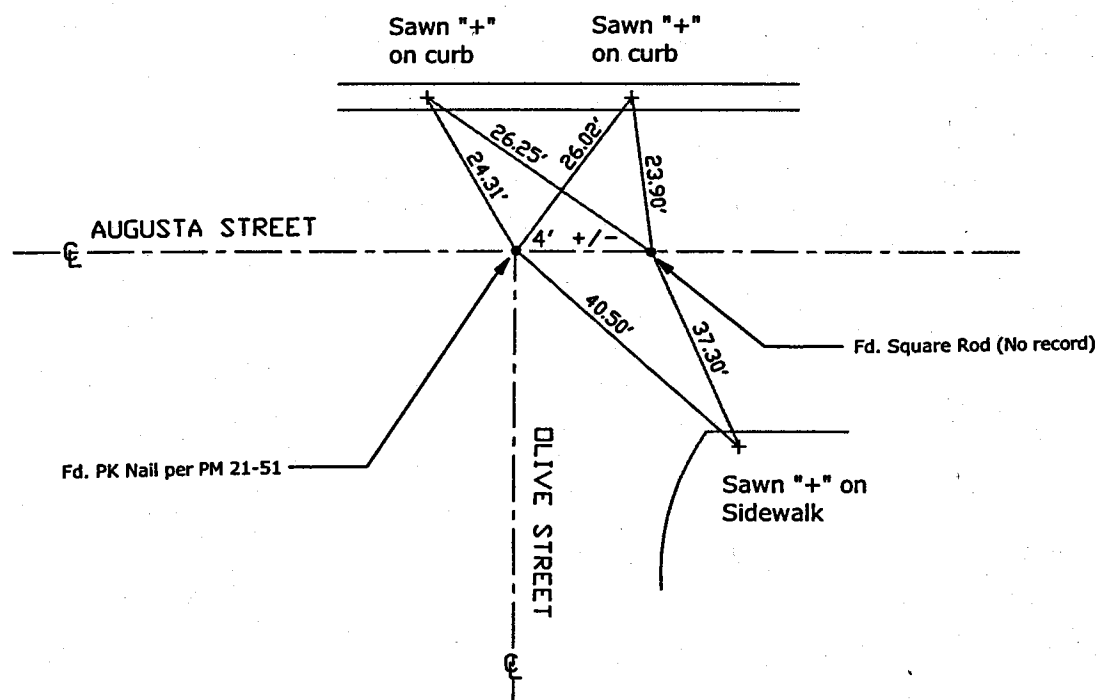 Sawn "+"
on curb
Sawn "+"
on curb
26.25'
26.02'
24.31'
23.90'
AUGUSTA STREET
4' +/-
℄
40.50'
37.30'
Fd. Square Rod (No record)
Fd. PK Nail per PM 21-51
OLIVE STREET
Sawn "+" on
Sidewalk
℄